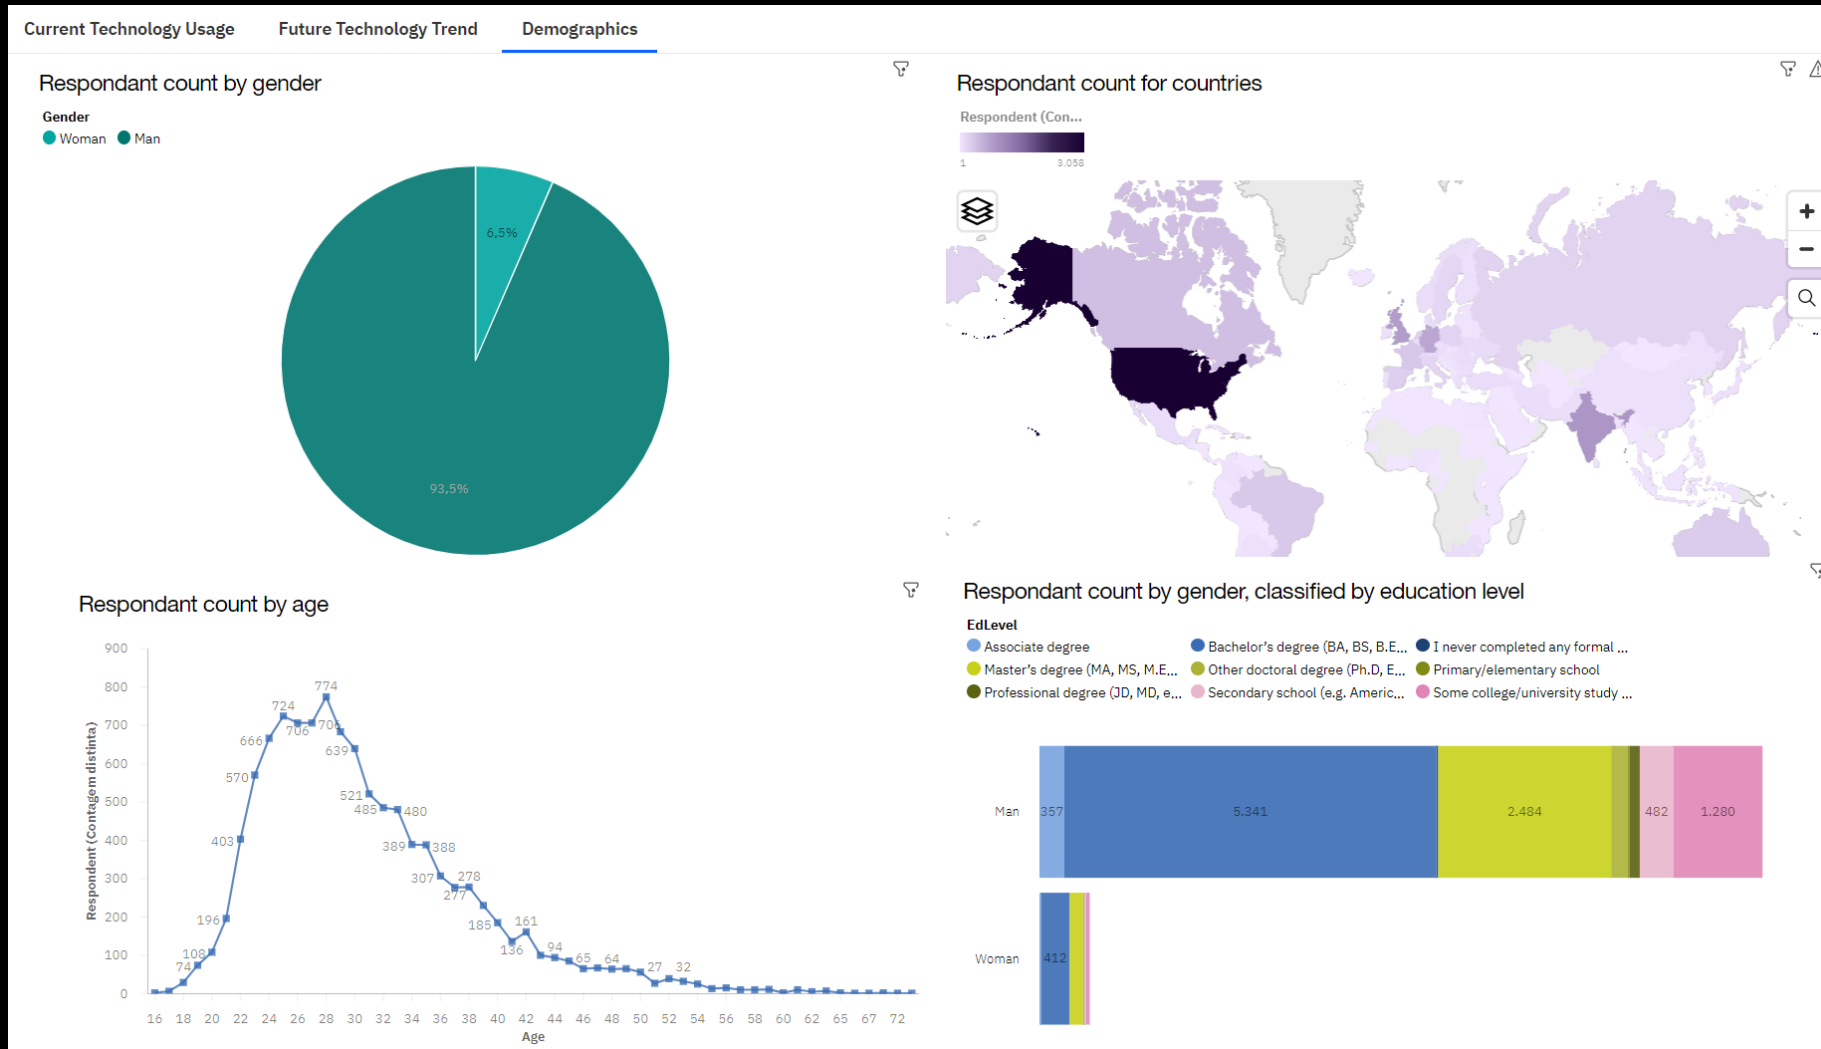 Current Technology Usage Future Technology Trend Demographics
Respondant count by gender
Gender
Woman Man
6,5%
93,5%
Respondant count for countries
Respondent (Con...
1 3.058
Respondant count by age
Respondent (Contagem distinta)
900
800
700
600
500
400
300
200
100
0
74
108
196
403
570
666
724
706
774
706
639
521
485
480
389
388
307
277
278
185
136
161
94
65
64
27
32
16 18 20 22 24 26 28 30 32 34 36 38 40 42 44 46 48 50 52 54 56 58 60 62 65 67 72
Age
Respondant count by gender, classified by education level
EdLevel
Associate degree Bachelor's degree (BA, BS, B.E... I never completed any formal ...
Master's degree (MA, MS, M.E... Other doctoral degree (Ph.D, E... Primary/elementary school
Professional degree (JD, MD, e... Secondary school (e.g. Americ... Some college/university study ...
Man 357 5.341 2.484 482 1.280
Woman 412